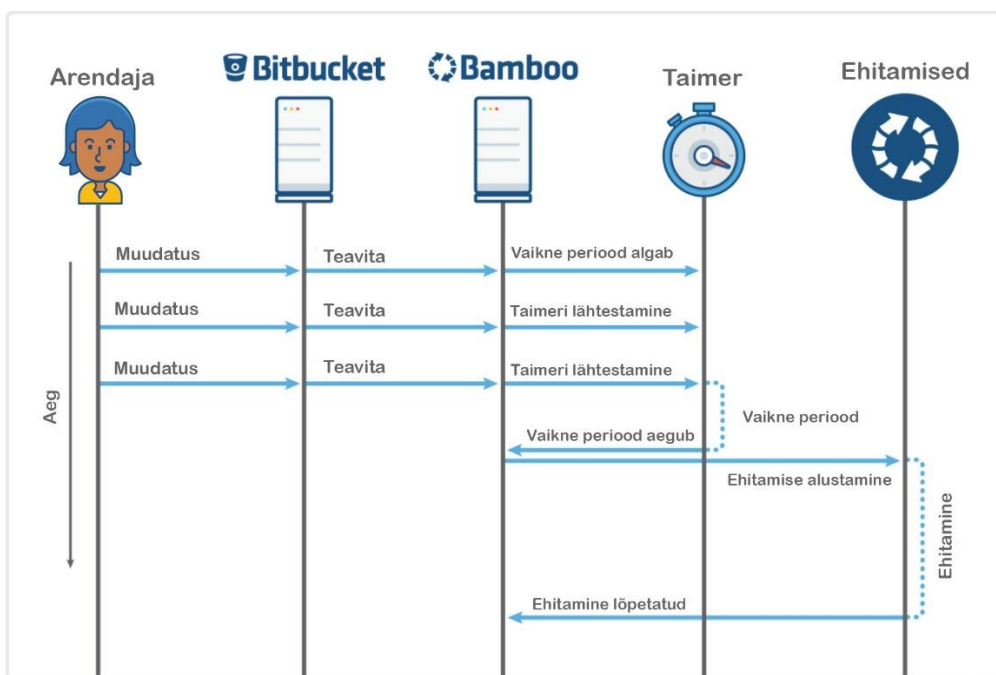 Arendaja
Bitbucket
Bamboo
Taimer
Ehitamised
Muudatus
Teavita
Vaikne periood algab
Muudatus
Teavita
Taimeri lähtestamine
Muudatus
Teavita
Taimeri lähtestamine
Aeg
Vaikne periood
Vaikne periood aegub
Ehitamise alustamine
Ehitamine
Ehitamine lõpetatud